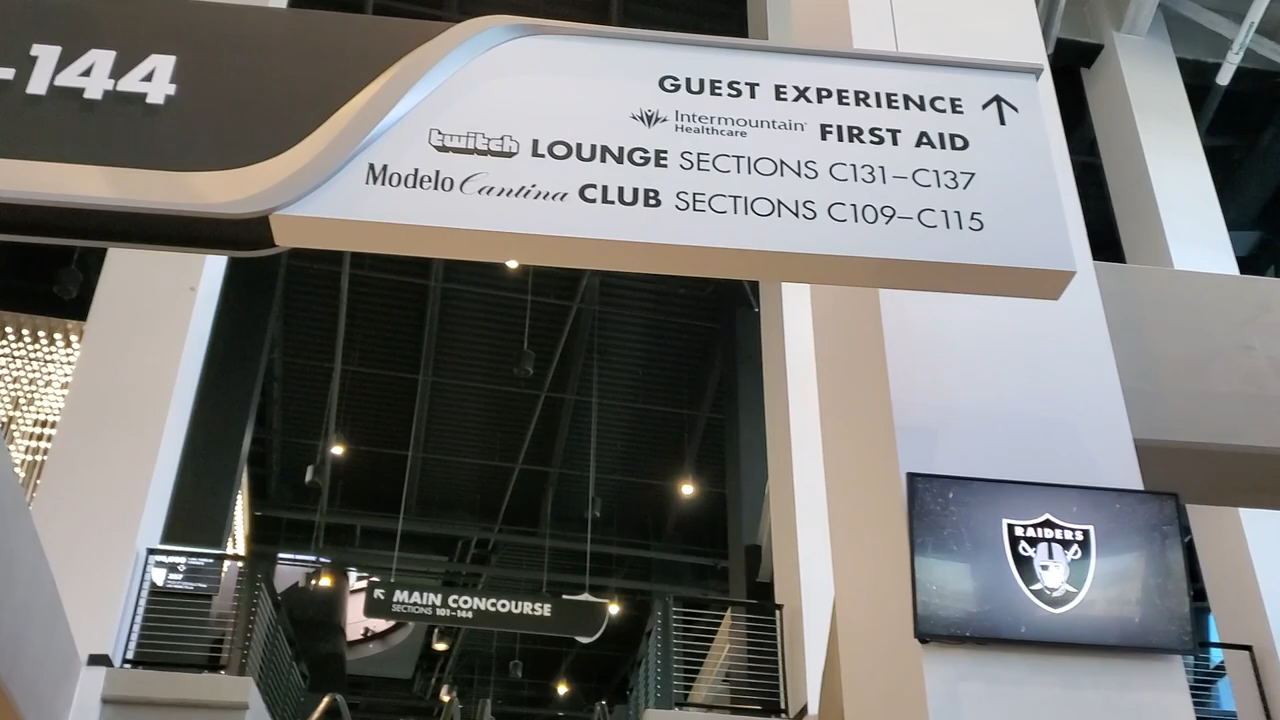 -144
GUEST EXPERIENCE ↑
Intermountain Healthcare FIRST AID
twitch LOUNGE SECTIONS C131–C137
Modelo Cantina CLUB SECTIONS C109–C115
RAIDERS
MAIN CONCOURSE
SECTIONS 101–144